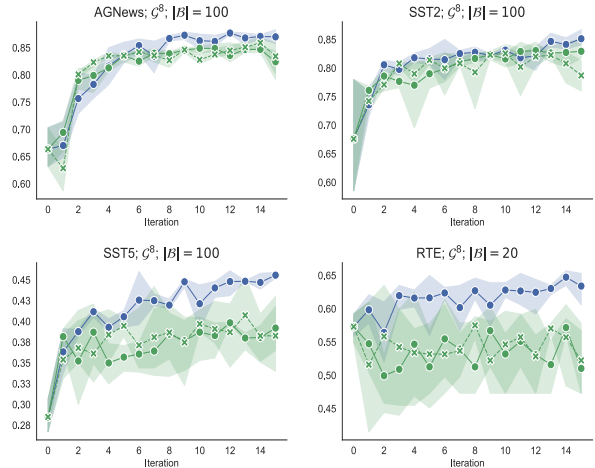 AGNews; 𝒢⁸; |ℬ| = 100
0.85
0.80
0.75
0.70
0.65
0.60
0 2 4 6 8 10 12 14
Iteration
SST2; 𝒢⁸; |ℬ| = 100
0.85
0.80
0.75
0.70
0.65
0.60
0 2 4 6 8 10 12 14
Iteration
SST5; 𝒢⁸; |ℬ| = 100
0.45
0.43
0.40
0.38
0.35
0.33
0.30
0.28
0 2 4 6 8 10 12 14
Iteration
RTE; 𝒢⁸; |ℬ| = 20
0.65
0.60
0.55
0.50
0.45
0 2 4 6 8 10 12 14
Iteration